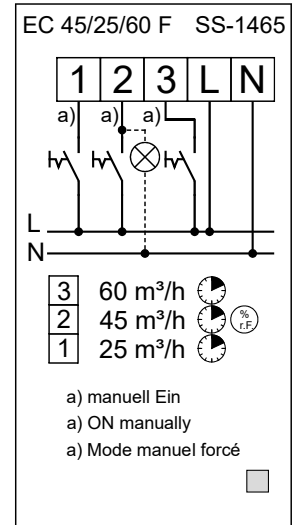 EC 45/25/60 F SS-1465
1 2 3 L N
a) a) a)
L
N
3 60 m³/h
2 45 m³/h % r.F.
1 25 m³/h
a) manuell Ein
a) ON manually
a) Mode manuel forcé